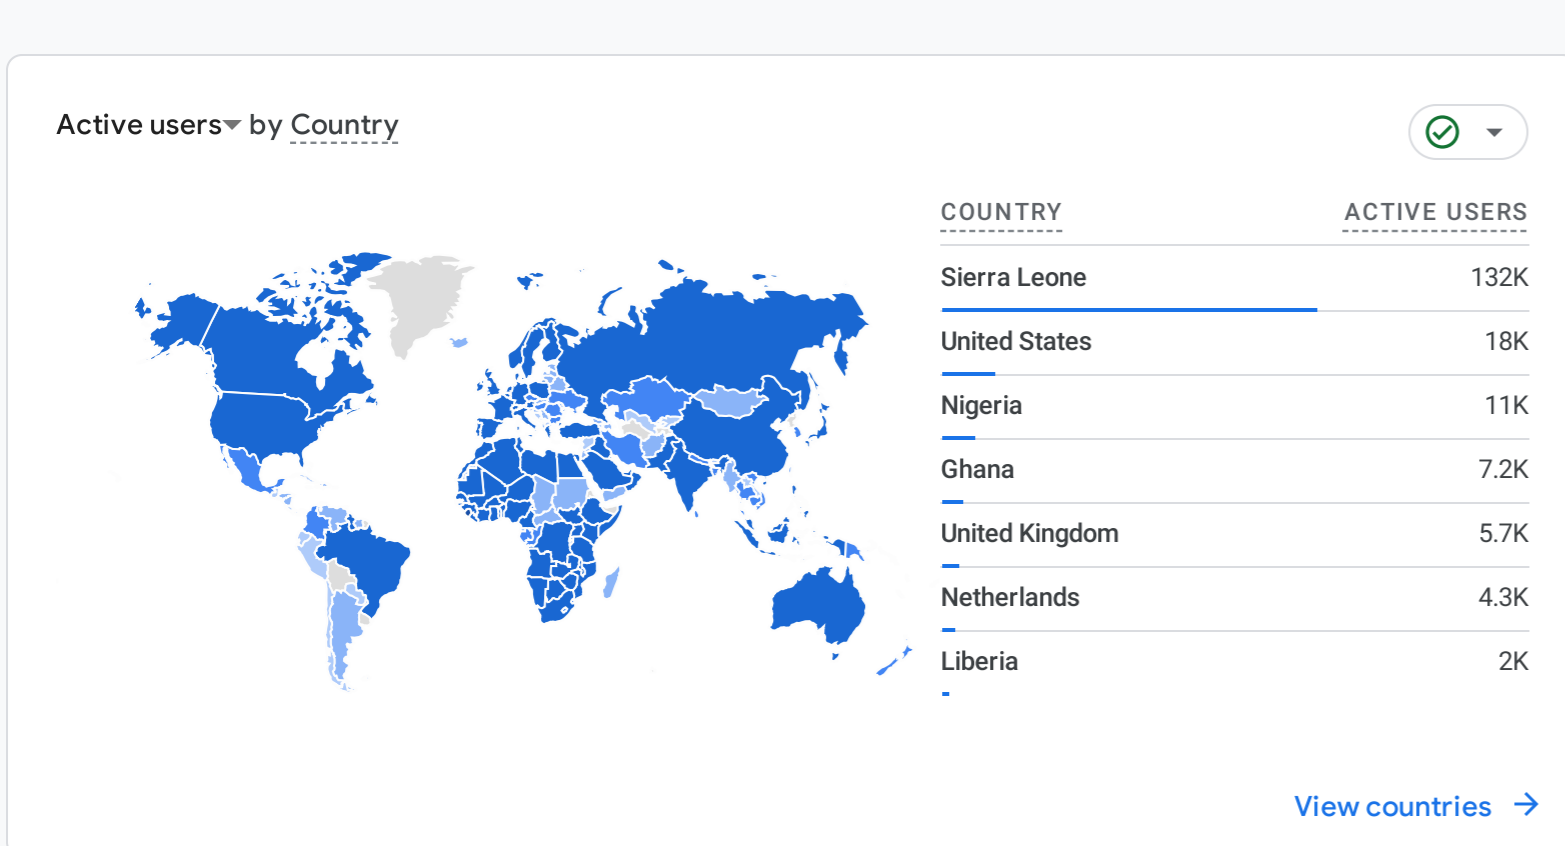 Active users by Country
COUNTRY ACTIVE USERS
Sierra Leone 132K
United States 18K
Nigeria 11K
Ghana 7.2K
United Kingdom 5.7K
Netherlands 4.3K
Liberia 2K
View countries